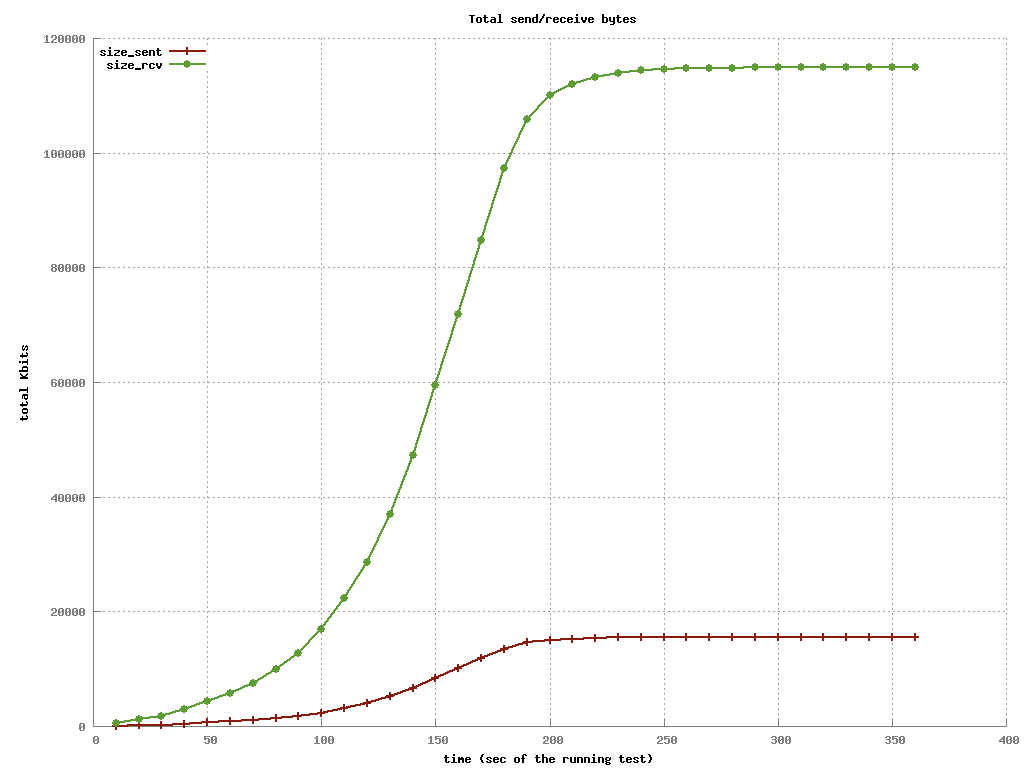 Total send/receive bytes
120000
size_sent
size_rcv
100000
80000
60000
total Kbits
40000
20000
0
0 50 100 150 200 250 300 350 400
time (sec of the running test)